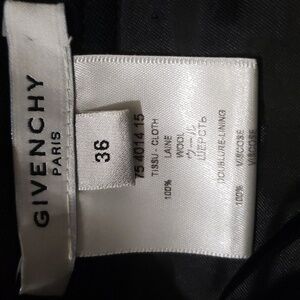 GIVENCHY
PARIS
36
75 4014 15
TISSU - CLOTH
100% LAINE
WOOL
ウール
ШЕРСТЬ
DOUBLURE-LINING
100% VISCOSE
VISCOSE